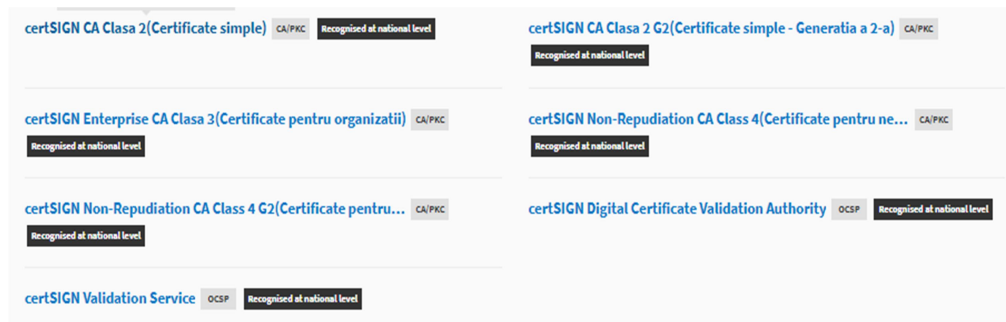 certSIGN CA Clasa 2(Certificate simple) CA/PKC Recognised at national level
certSIGN CA Clasa 2 G2(Certificate simple - Generatia a 2-a) CA/PKC
Recognised at national level
certSIGN Enterprise CA Clasa 3(Certificate pentru organizatii) CA/PKC
Recognised at national level
certSIGN Non-Repudiation CA Class 4(Certificate pentru ne... CA/PKC
Recognised at national level
certSIGN Non-Repudiation CA Class 4 G2(Certificate pentru... CA/PKC
Recognised at national level
certSIGN Digital Certificate Validation Authority OCSP Recognised at national level
certSIGN Validation Service OCSP Recognised at national level